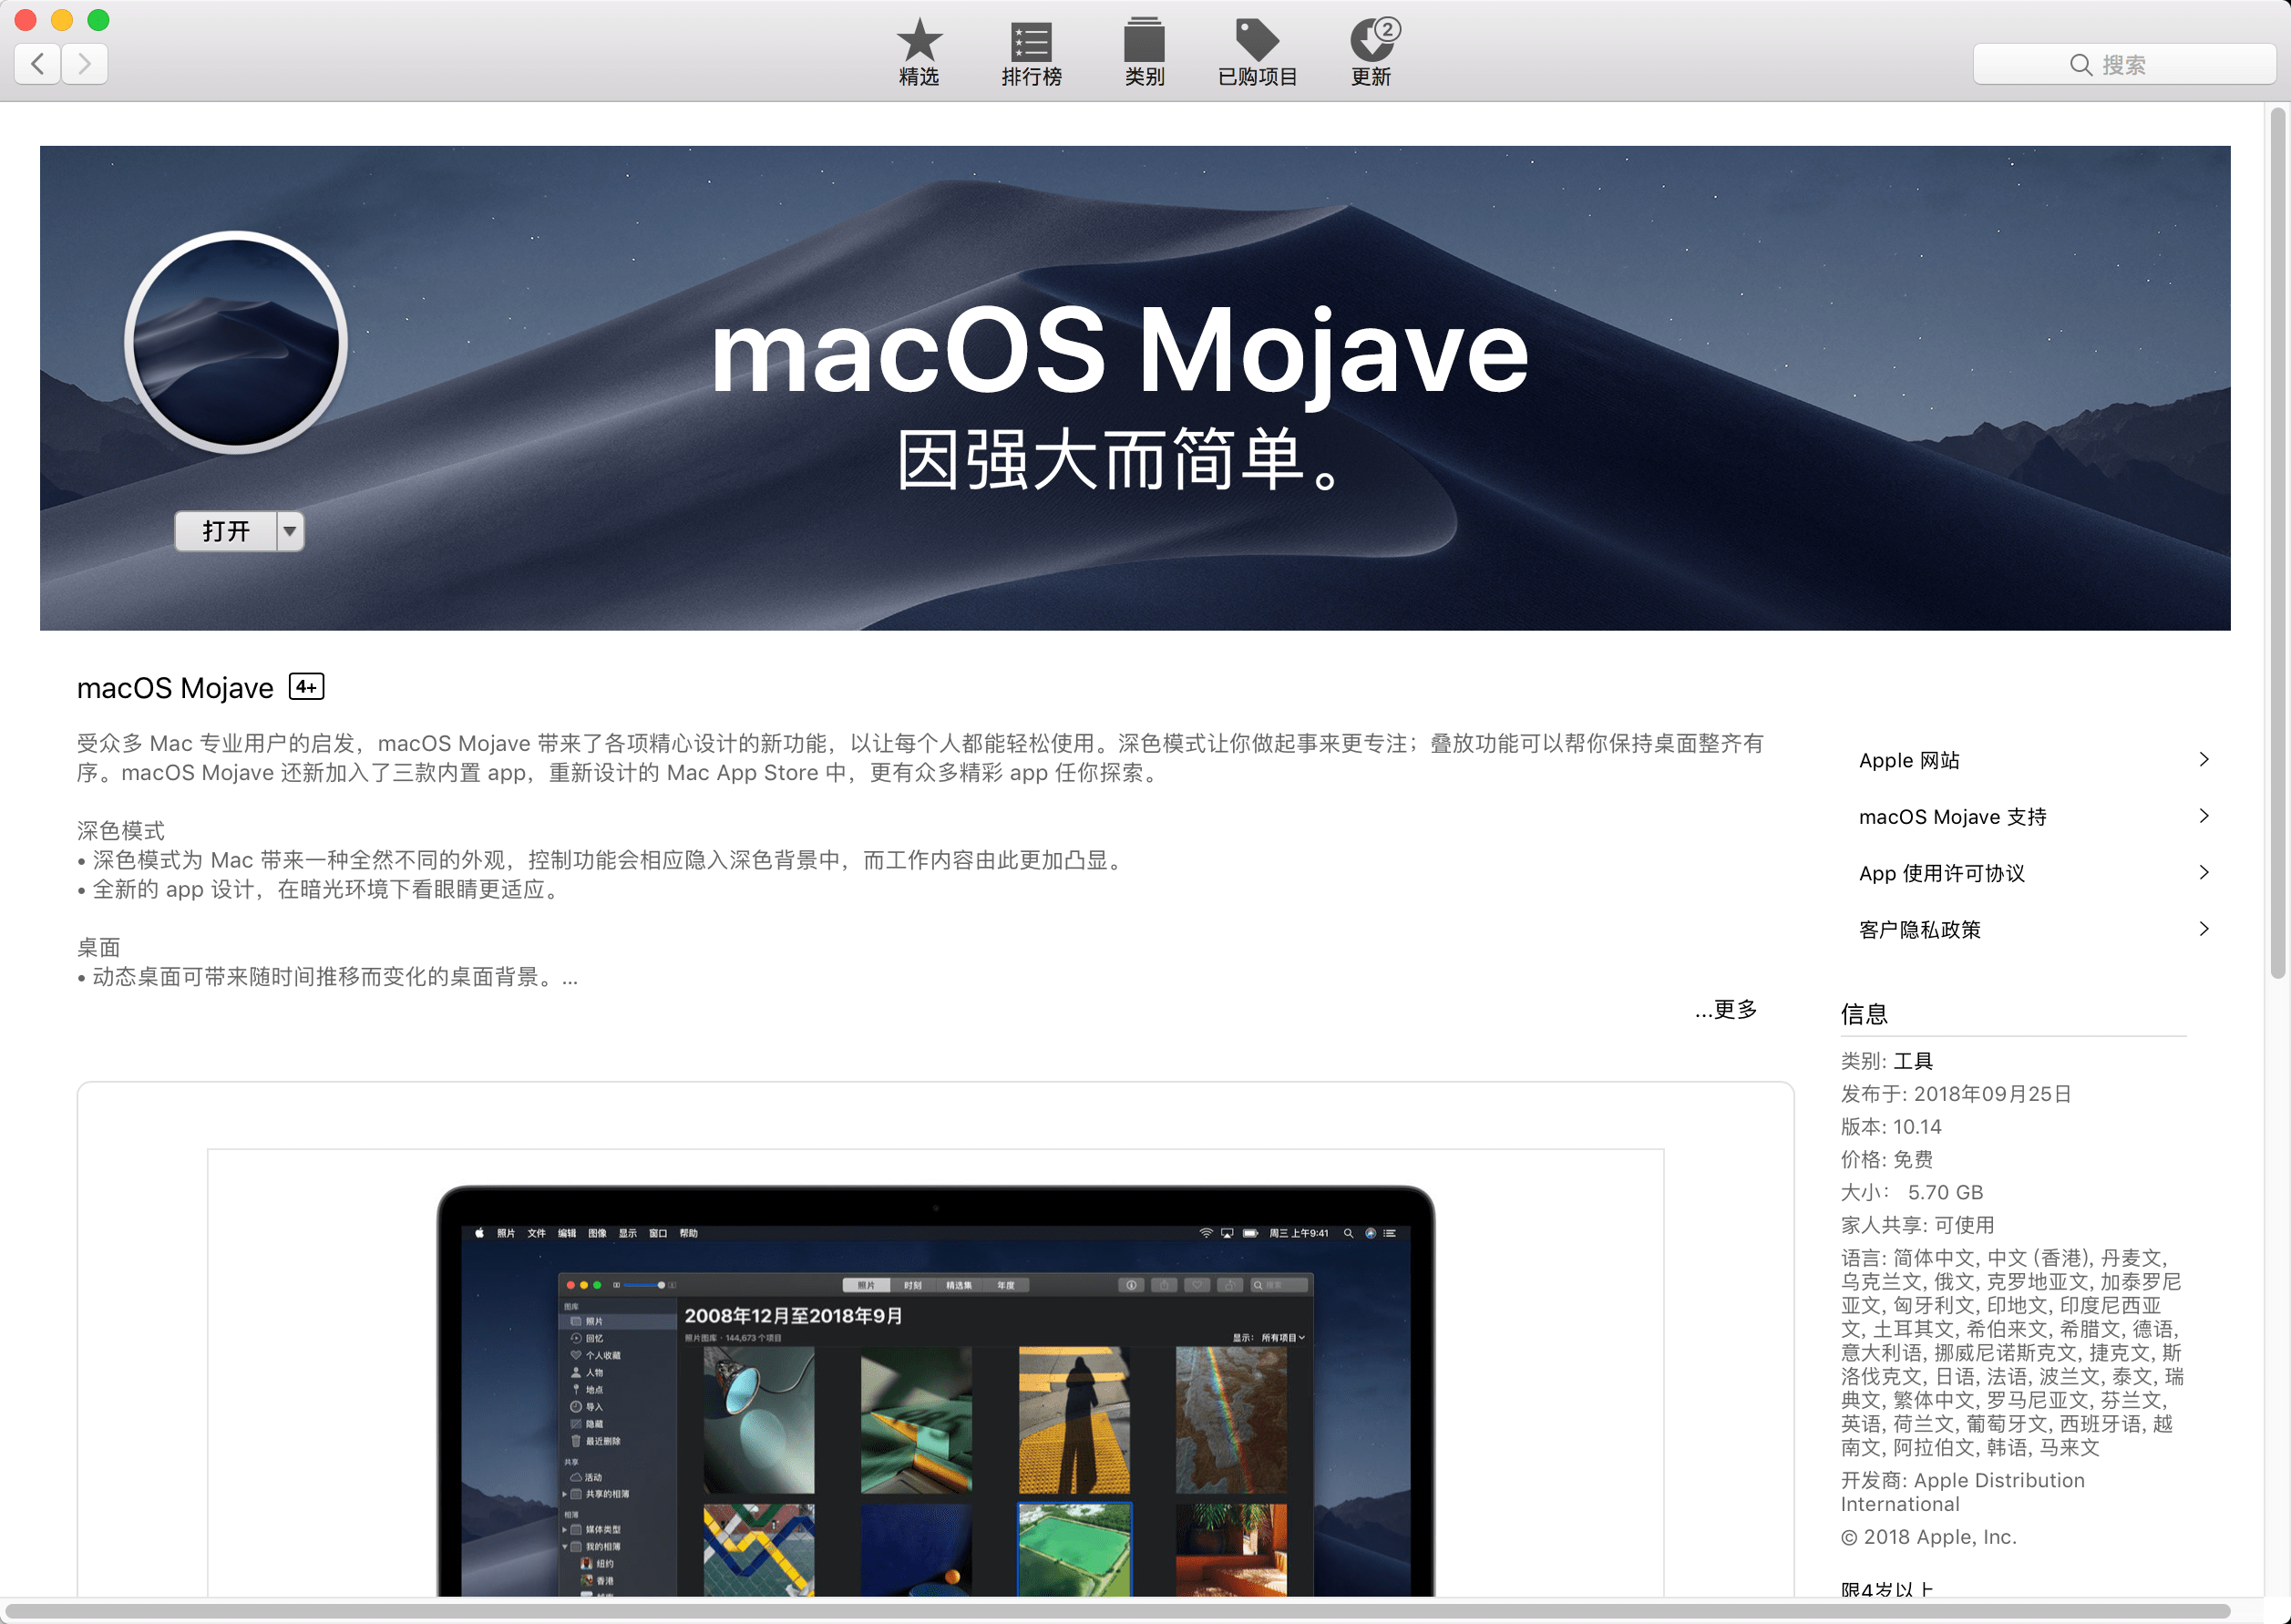 精选
排行榜
类别
已购项目
2
更新
搜索
macOS Mojave
因强大而简单。
打开
macOS Mojave 4+
受众多 Mac 专业用户的启发，macOS Mojave 带来了各项精心设计的新功能，以让每个人都能轻松使用。深色模式让你做起事来更专注；叠放功能可以帮你保持桌面整齐有
序。macOS Mojave 还新加入了三款内置 app，重新设计的 Mac App Store 中，更有众多精彩 app 任你探索。
深色模式
• 深色模式为 Mac 带来一种全然不同的外观，控制功能会相应隐入深色背景中，而工作内容由此更加凸显。
• 全新的 app 设计，在暗光环境下看眼睛更适应。
桌面
• 动态桌面可带来随时间推移而变化的桌面背景。...
...更多
Apple 网站
macOS Mojave 支持
App 使用许可协议
客户隐私政策
信息
类别: 工具
发布于: 2018年09月25日
版本: 10.14
价格: 免费
大小： 5.70 GB
家人共享: 可使用
语言: 简体中文, 中文 (香港), 丹麦文,
乌克兰文, 俄文, 克罗地亚文, 加泰罗尼
亚文, 匈牙利文, 印地文, 印度尼西亚
文, 土耳其文, 希伯来文, 希腊文, 德语,
意大利语, 挪威尼诺斯克文, 捷克文, 斯
洛伐克文, 日语, 法语, 波兰文, 泰文, 瑞
典文, 繁体中文, 罗马尼亚文, 芬兰文,
英语, 荷兰文, 葡萄牙文, 西班牙语, 越
南文, 阿拉伯文, 韩语, 马来文
开发商: Apple Distribution
International
© 2018 Apple, Inc.
限4岁以上
照片 文件 编辑 图像 显示 窗口 帮助
周三 上午9:41
照片 时刻 精选集 年度
搜索
2008年12月至2018年9月
照片图库 · 144,673 个项目
显示： 所有项目
图库
照片
回忆
个人收藏
人物
地点
导入
隐藏
最近删除
共享
活动
共享的相簿
相簿
媒体类型
我的相簿
纽约
香港